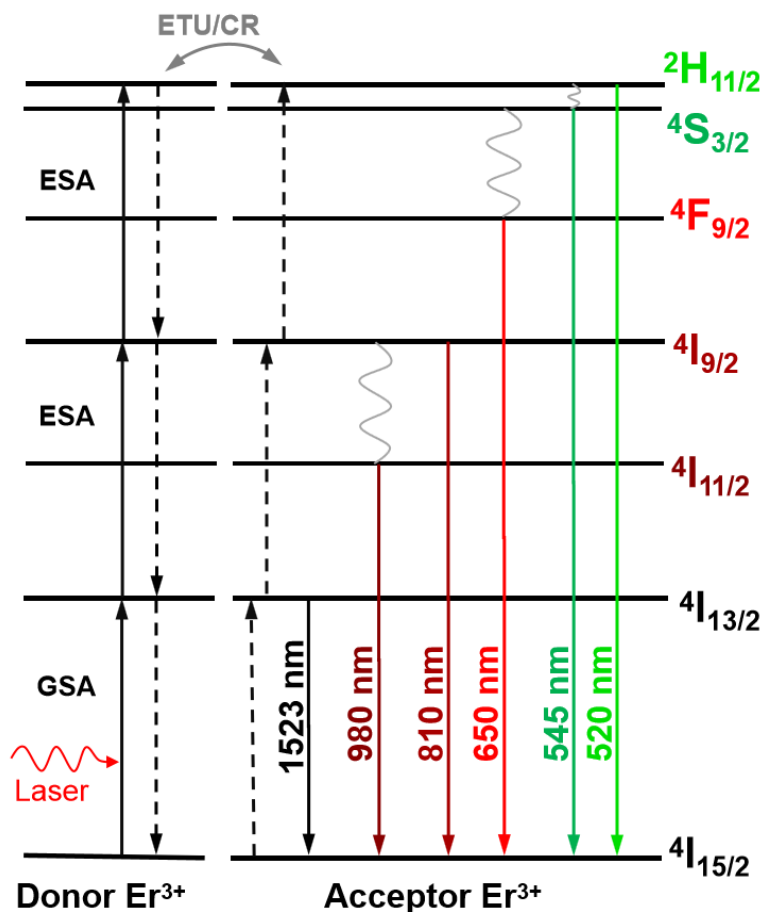 ETU/CR
²H₁₁/₂
⁴S₃/₂
ESA
⁴F₉/₂
⁴I₉/₂
ESA
⁴I₁₁/₂
⁴I₁₃/₂
GSA
1523 nm
980 nm
810 nm
650 nm
545 nm
520 nm
Laser
⁴I₁₅/₂
Donor Er³⁺
Acceptor Er³⁺